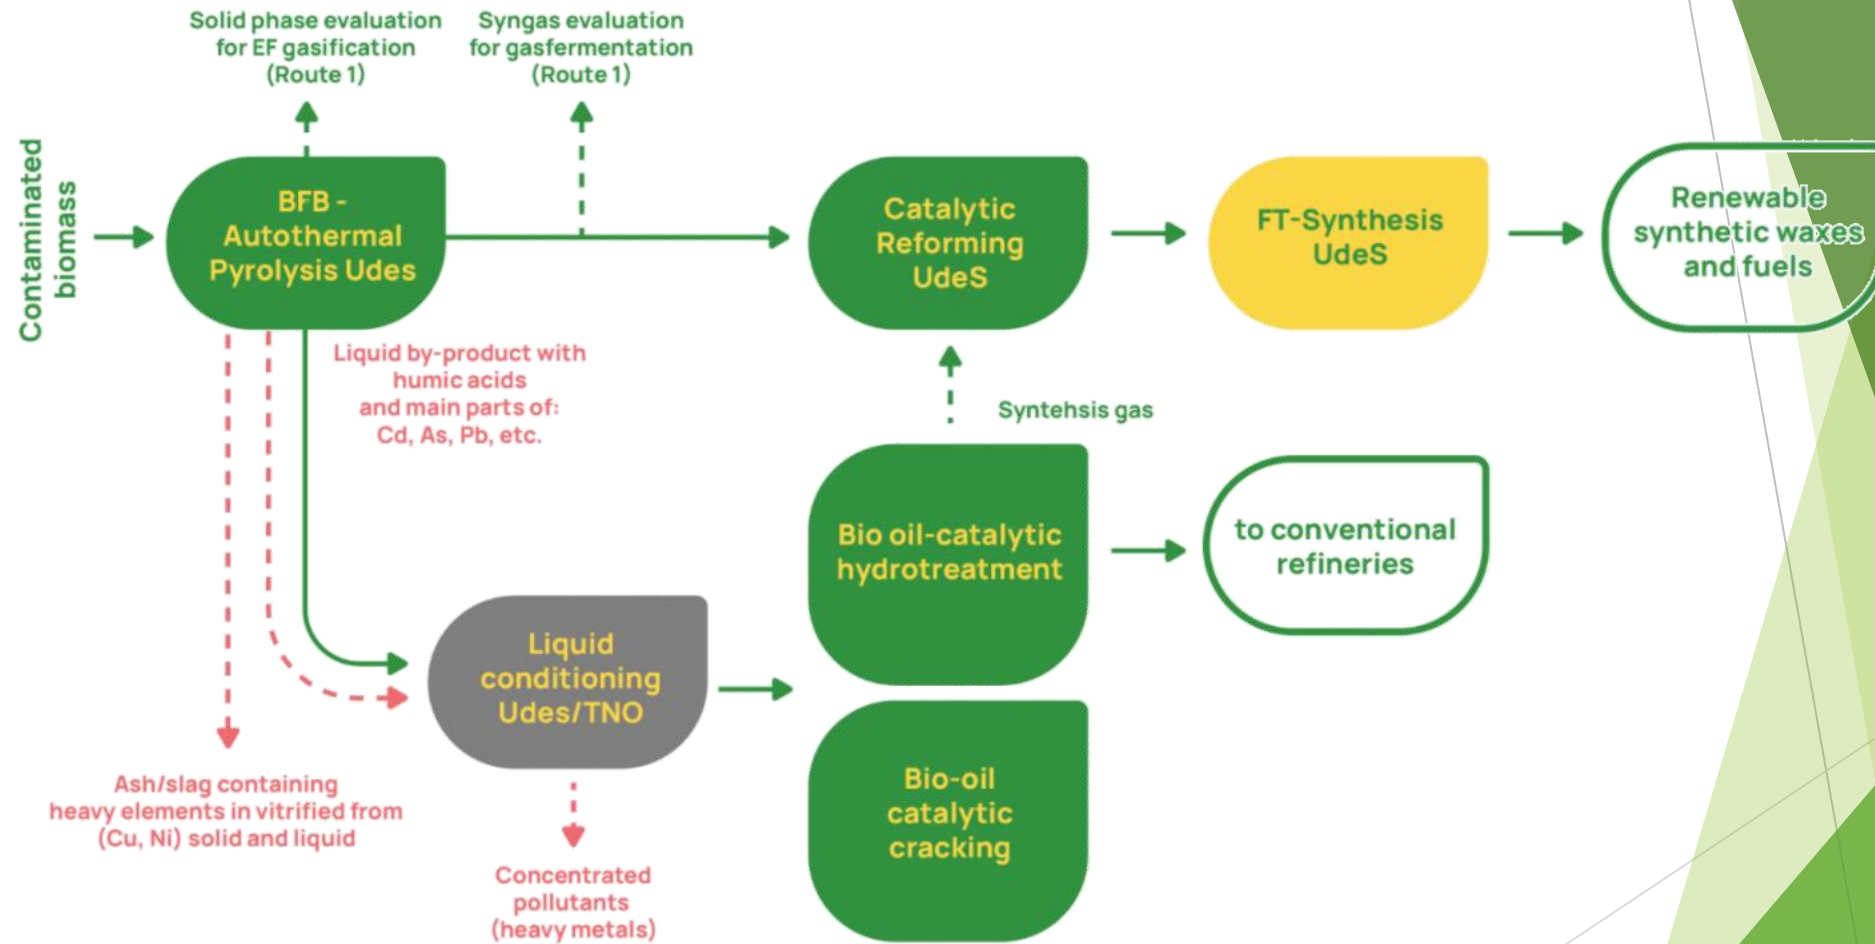 Solid phase evaluation
for EF gasification
(Route 1)
Syngas evaluation
for gasfermentation
(Route 1)
Contaminated
biomass
BFB -
Autothermal
Pyrolysis Udes
Catalytic
Reforming
UdeS
FT-Synthesis
UdeS
Renewable
synthetic waxes
and fuels
Liquid by-product with
humic acids
and main parts of:
Cd, As, Pb, etc.
Syntehsis gas
Bio oil-catalytic
hydrotreatment
to conventional
refineries
Liquid
conditioning
Udes/TNO
Bio-oil
catalytic
cracking
Ash/slag containing
heavy elements in vitrified from
(Cu, Ni) solid and liquid
Concentrated
pollutants
(heavy metals)